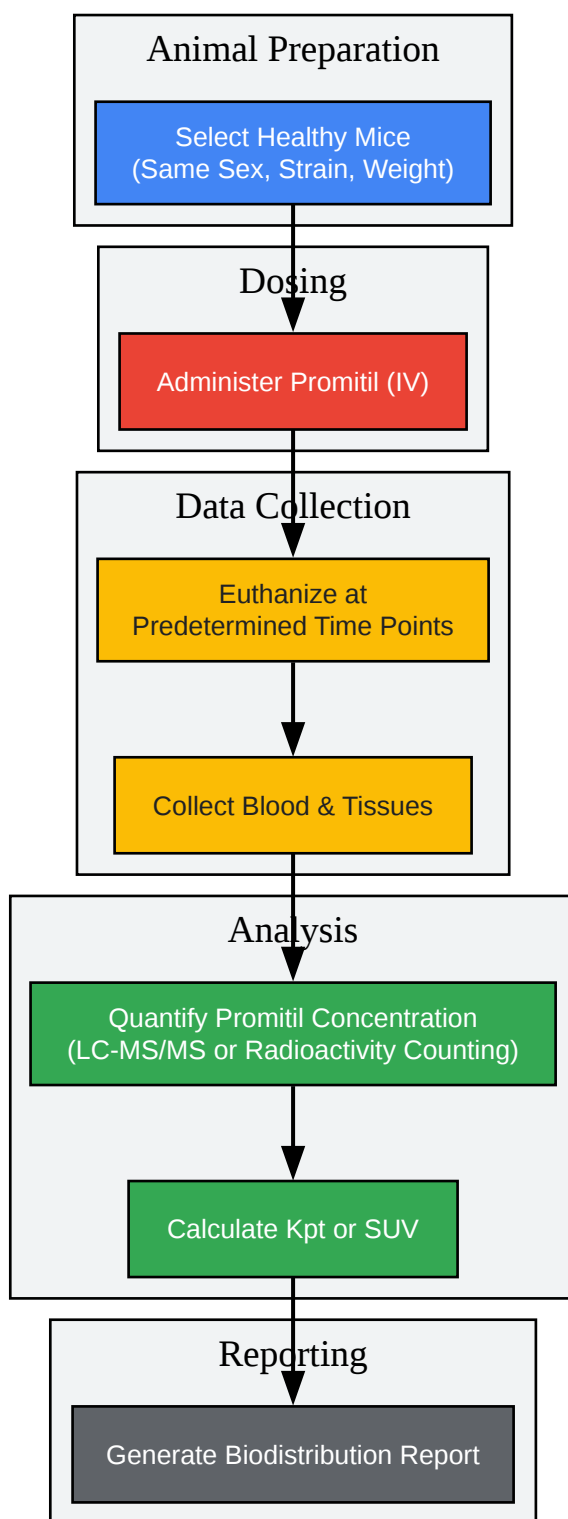 Animal Preparation
Select Healthy Mice
(Same Sex, Strain, Weight)
Dosing
Administer Promitil (IV)
Data Collection
Euthanize at
Predetermined Time Points
Collect Blood & Tissues
Analysis
Quantify Promitil Concentration
(LC-MS/MS or Radioactivity Counting)
Calculate Kpt or SUV
Reporting
Generate Biodistribution Report